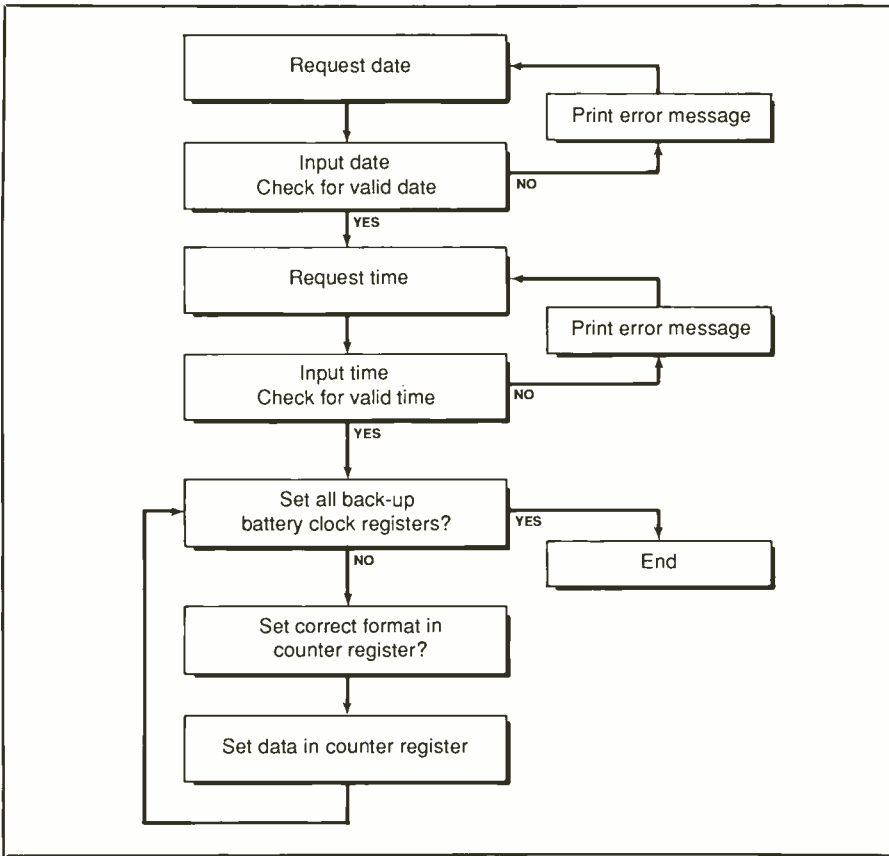 Request date
Print error message
Input date
Check for valid date
NO
YES
Request time
Print error message
Input time
Check for valid time
NO
YES
Set all back-up
battery clock registers?
YES
NO
End
Set correct format in
counter register?
Set data in counter register